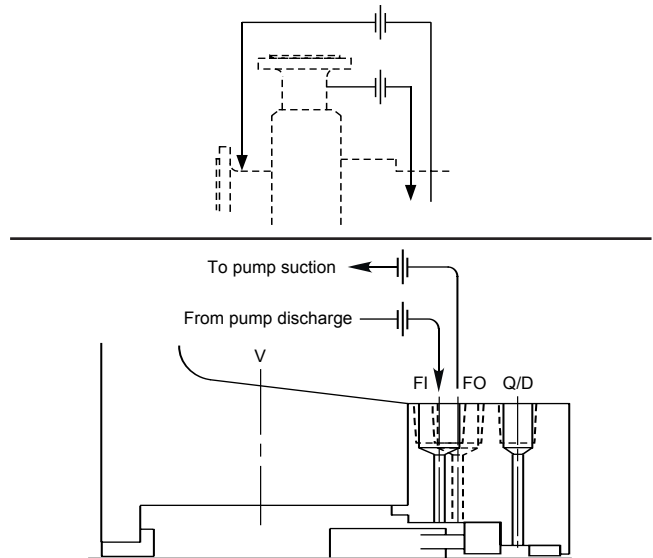 To pump suction
From pump discharge
V
FI FO Q/D